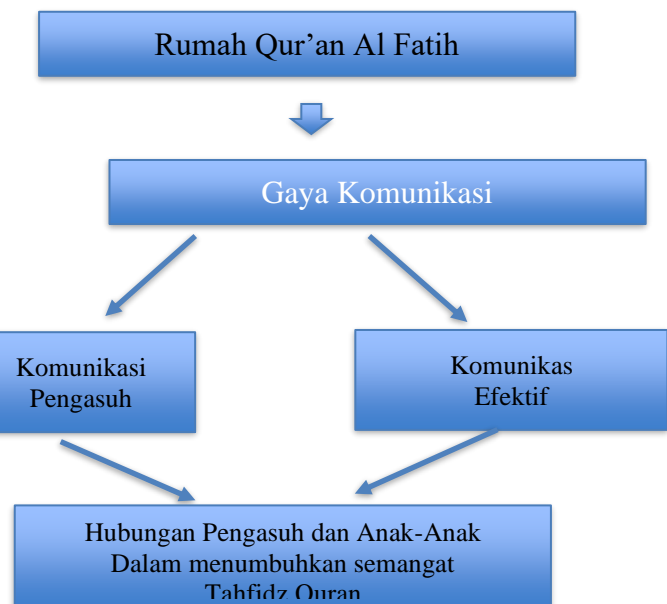 Rumah Qur’an Al Fatih
Gaya Komunikasi
Komunikasi
Pengasuh
Komunikas
Efektif
Hubungan Pengasuh dan Anak-Anak
Dalam menumbuhkan semangat
Tahfidz Quran